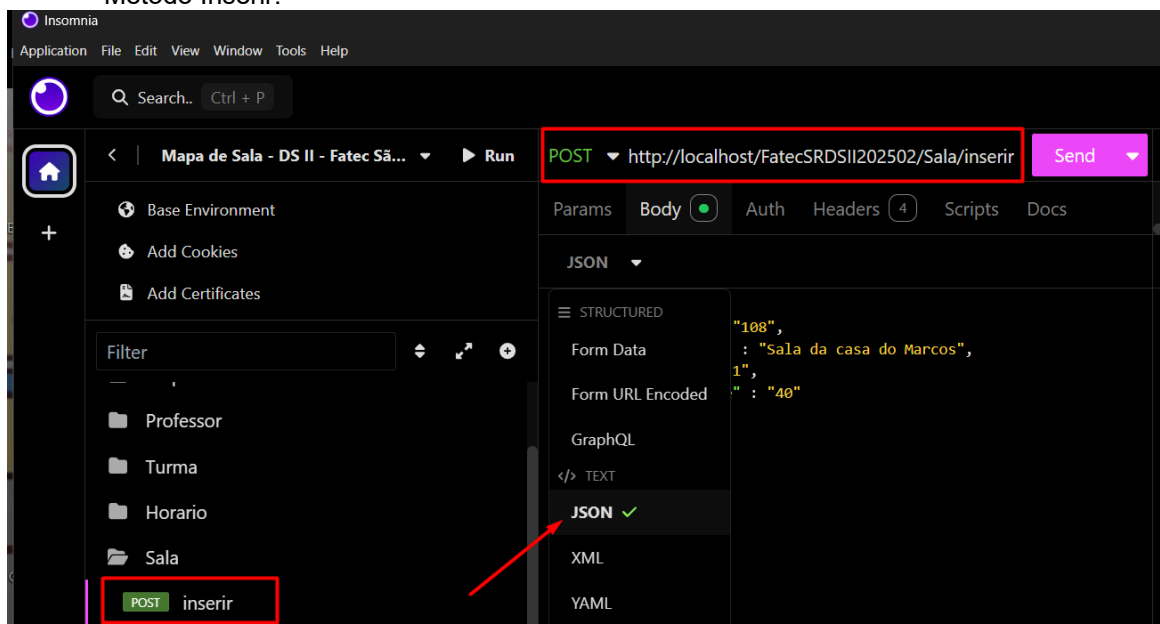 Método Inserir:
Insomnia
Application File Edit View Window Tools Help
Search.. Ctrl + P
Mapa de Sala - DS II - Fatec Sã... Run
POST http://localhost/FatecSRDSII202502/Sala/inserir Send
Base Environment
Add Cookies
Add Certificates
Params Body Auth Headers 4 Scripts Docs
JSON
STRUCTURED
Form Data
Form URL Encoded
GraphQL
</> TEXT
JSON
XML
YAML
"108",
: "Sala da casa do Marcos",
1",
" : "40"
Filter
Professor
Turma
Horario
Sala
POST inserir